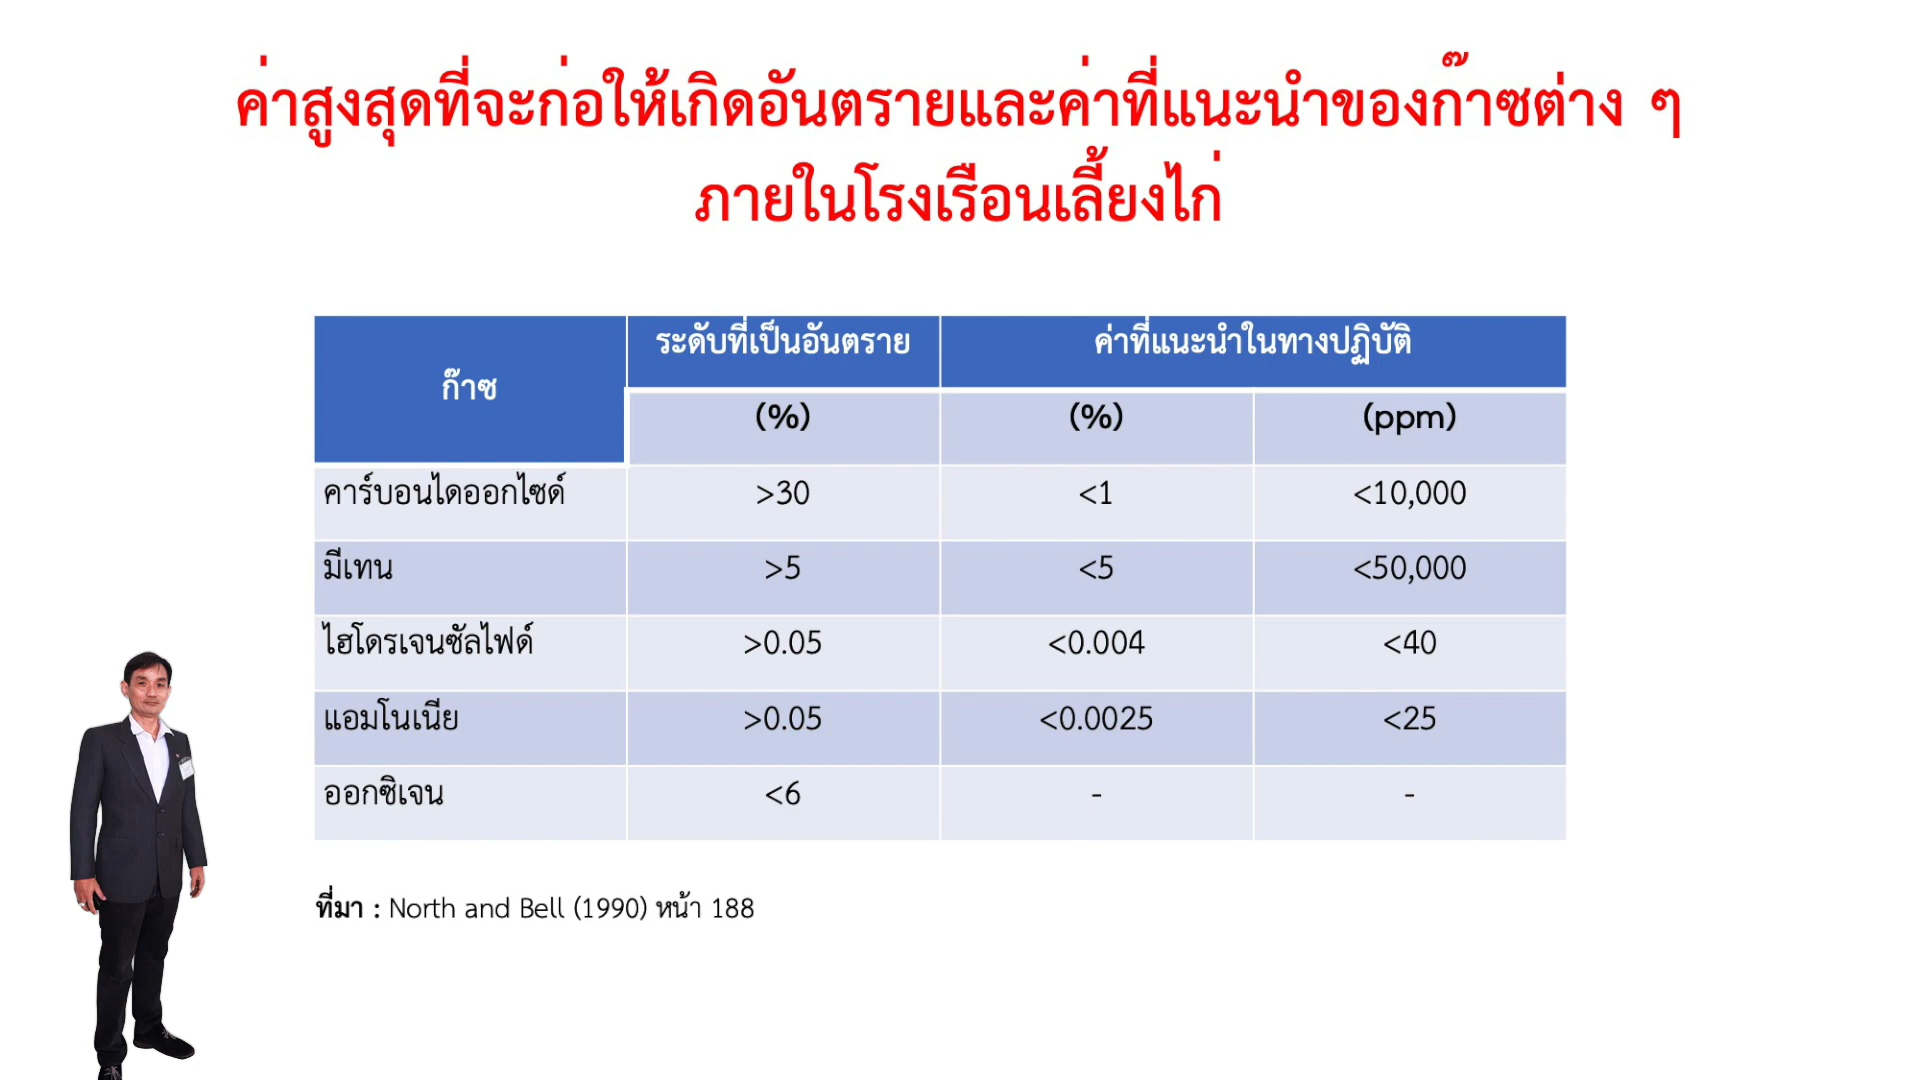 ค่าสูงสุดที่จะก่อให้เกิดอันตรายและค่าที่แนะนำของก๊าซต่าง ๆ
ภายในโรงเรือนเลี้ยงไก่
ก๊าซ ระดับที่เป็นอันตราย ค่าที่แนะนำในทางปฏิบัติ
(%) (%) (ppm)
คาร์บอนไดออกไซด์ >30 <1 <10,000
มีเทน >5 <5 <50,000
ไฮโดรเจนซัลไฟด์ >0.05 <0.004 <40
แอมโนเนีย >0.05 <0.0025 <25
ออกซิเจน <6 - -
ที่มา : North and Bell (1990) หน้า 188